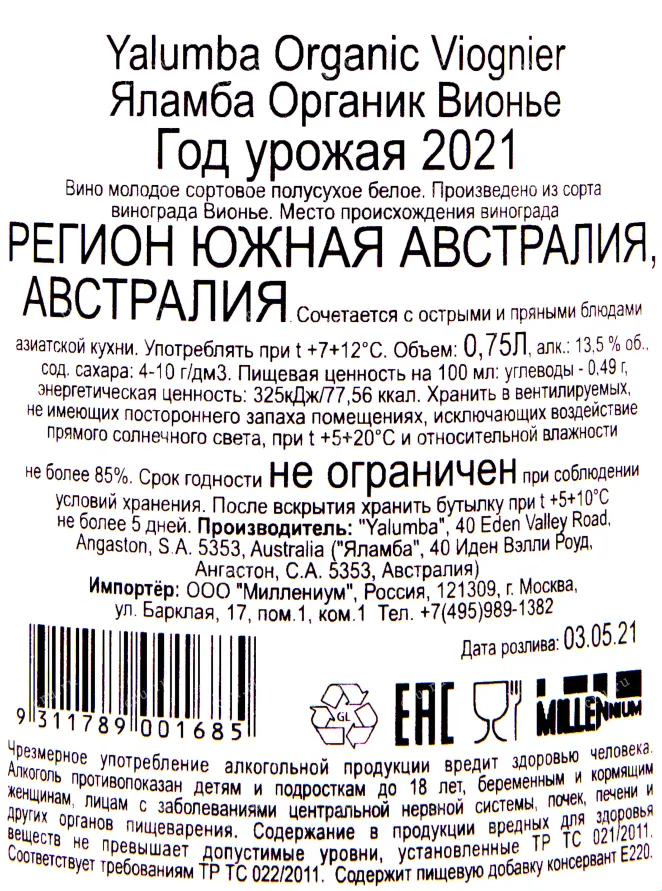 Yalumba Organic Viognier
Яламба Органик Вионье
Год урожая 2021
Вино молодое сортовое полусухое белое. Произведено из сорта
винограда Вионье. Место происхождения винограда
РЕГИОН ЮЖНАЯ АВСТРАЛИЯ,
АВСТРАЛИЯ. Сочетается с острыми и пряными блюдами
азиатской кухни. Употреблять при t +7+12°С. Объем: 0,75Л, алк.: 13,5 % об.,
сод. сахара: 4-10 г/дм3. Пищевая ценность на 100 мл: углеводы - 0,49 г,
энергетическая ценность: 325кДж/77,56 ккал. Хранить в вентилируемых,
не имеющих постороннего запаха помещениях, исключающих воздействие
прямого солнечного света, при t +5+20°С и относительной влажности
не более 85%. Срок годности не ограничен при соблюдении
условий хранения. После вскрытия хранить бутылку при t +5+10°С
не более 5 дней. Производитель: "Yalumba", 40 Eden Valley Road,
Angaston, S.A. 5353, Australia ("Яламба", 40 Иден Вэлли Роуд,
Ангастон, С.А. 5353, Австралия)
Импортёр: ООО "Миллениум", Россия, 121309, г. Москва,
ул. Барклая, 17, пом.1, ком.1 Тел. +7(495)989-1382
Дата розлива: 03.05.21
9 311789 001685
GL
EAC
MILLENNIUM
Чрезмерное употребление алкогольной продукции вредит здоровью человека.
Алкоголь противопоказан детям и подросткам до 18 лет, беременным и кормящим
женщинам, лицам с заболеваниями центральной нервной системы, почек, печени и
других органов пищеварения. Содержание в продукции вредных для здоровья
веществ не превышает допустимые уровни, установленные ТР ТС 021/2011.
Соответствует требованиям ТР ТС 022/2011. Содержит пищевую добавку консервант Е220.